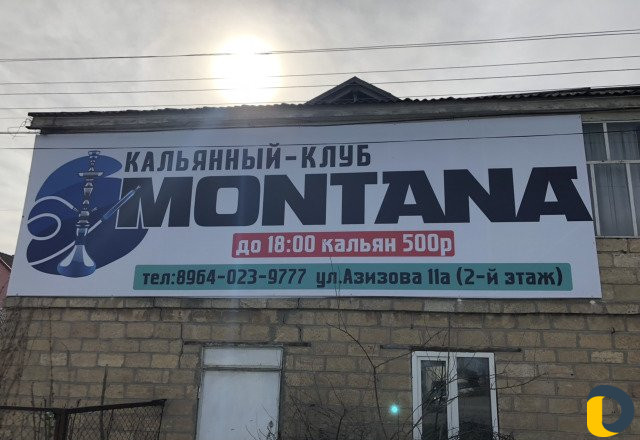 КАЛЬЯННЫЙ-КЛУБ
MONTANA
до 18:00 кальян 500р
тел:8964-023-9777 ул.Азизова 11а (2-й этаж)